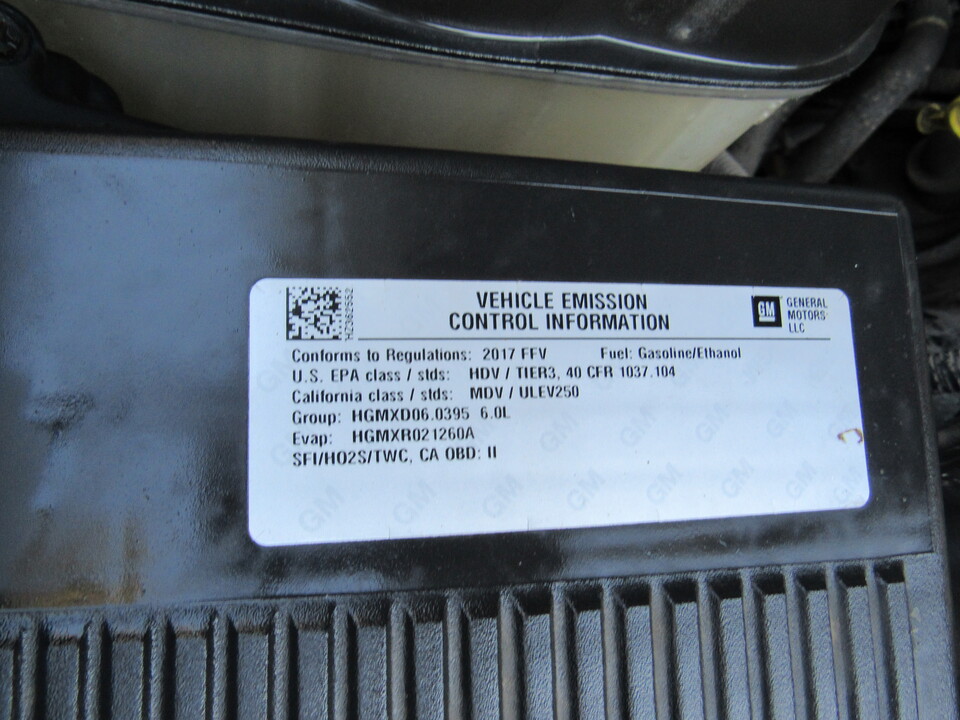 VEHICLE EMISSION
CONTROL INFORMATION
GM
GENERAL
MOTORS
LLC
Conforms to Regulations: 2017 FFV Fuel: Gasoline/Ethanol
U.S. EPA class / stds: HDV / TIER3, 40 CFR 1037.104
California class / stds: MDV / ULEV250
Group: HGMXD06.0395 6.0L
Evap: HGMXR021260A
SFI/HO2S/TWC, CA OBD: II